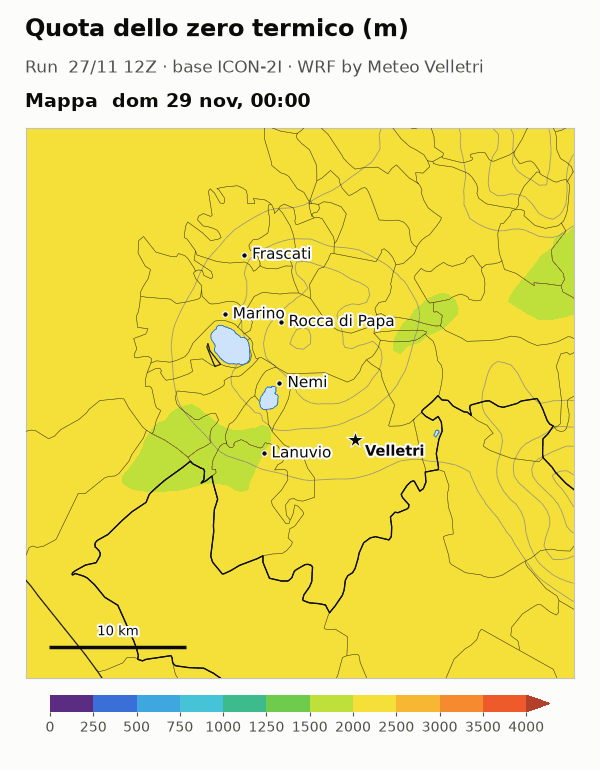 Quota dello zero termico (m)
Run  27/11 12Z · base ICON-2I · WRF by Meteo Velletri
Mappa  dom 29 nov, 00:00
Frascati
Marino
Rocca di Papa
Nemi
Velletri
Lanuvio
10 km
0 250 500 750 1000 1250 1500 2000 2500 3000 3500 4000